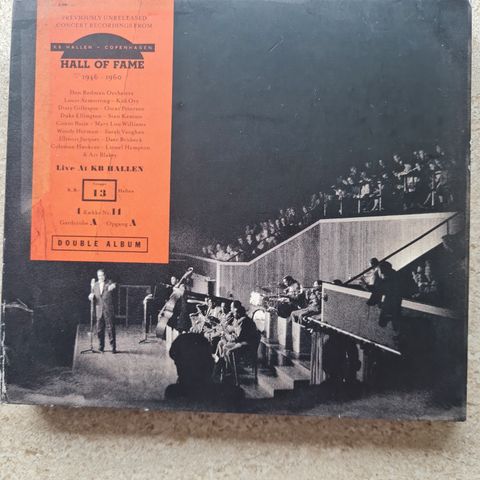 PREVIOUSLY UNRELEASED
CONCERT RECORDINGS FROM
KB HALLEN • COPENHAGEN
HALL OF FAME
1946 - 1960
Don Redman Orchestra
Louis Armstrong - Kid Ory
Dizzy Gillespie - Oscar Peterson
Duke Ellington - Stan Kenton
Count Basie - Mary Lou Williams
Woody Herman - Sarah Vaughan
Illinois Jacquet - Dave Brubeck
Coleman Hawkins - Lionel Hampton
& Art Blakey
Live At KB HALLEN
K.B.- 13 Hallen
1 Række Nr. 14
Garderobe A Opgang A
DOUBLE ALBUM